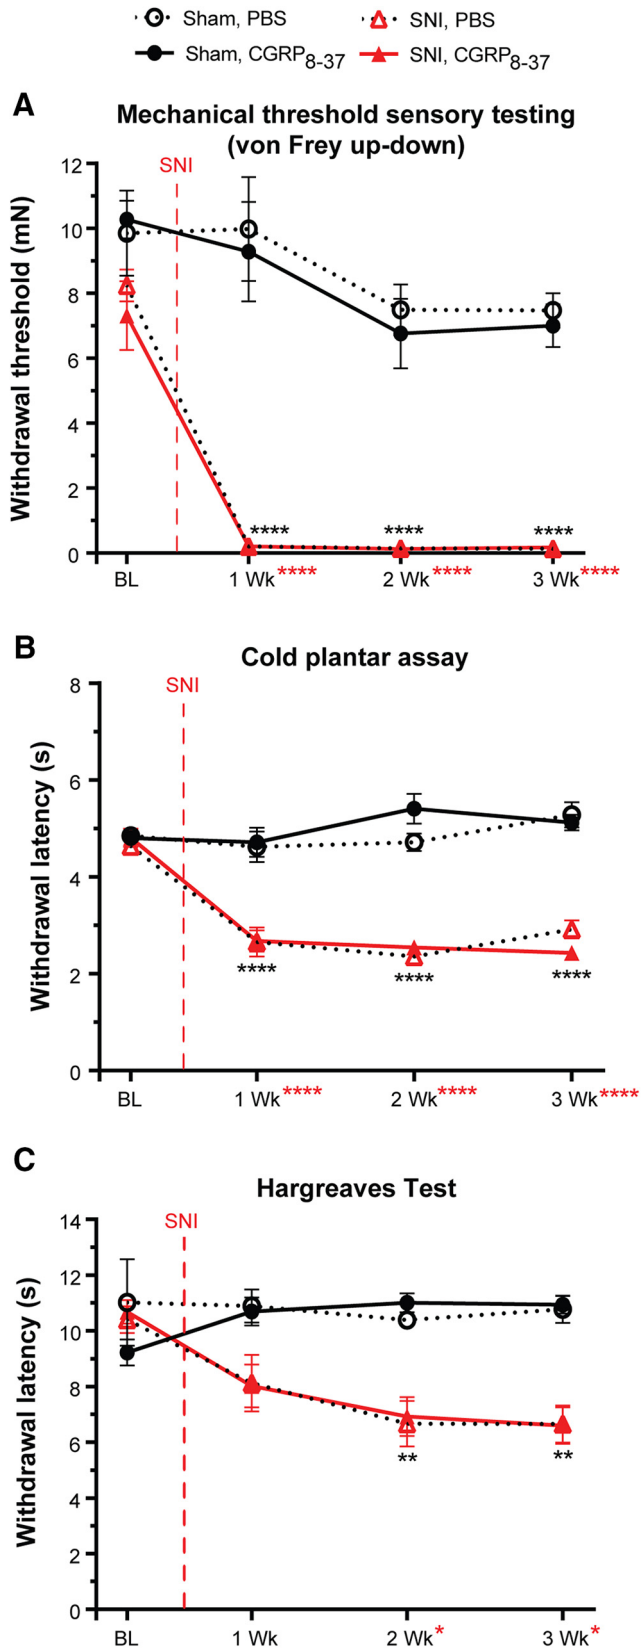 Sham, PBS SNI, PBS
Sham, CGRP8-37 SNI, CGRP8-37
A
Mechanical threshold sensory testing
(von Frey up-down)
SNI
Withdrawal threshold (mN)
12
10
8
6
4
2
0
**** **** ****
BL 1 Wk**** 2 Wk**** 3 Wk****
B
Cold plantar assay
SNI
Withdrawal latency (s)
8
6
4
2
0
**** **** ****
BL 1 Wk**** 2 Wk**** 3 Wk****
C
Hargreaves Test
SNI
Withdrawal latency (s)
14
12
10
8
6
4
2
0
** **
BL 1 Wk 2 Wk* 3 Wk*